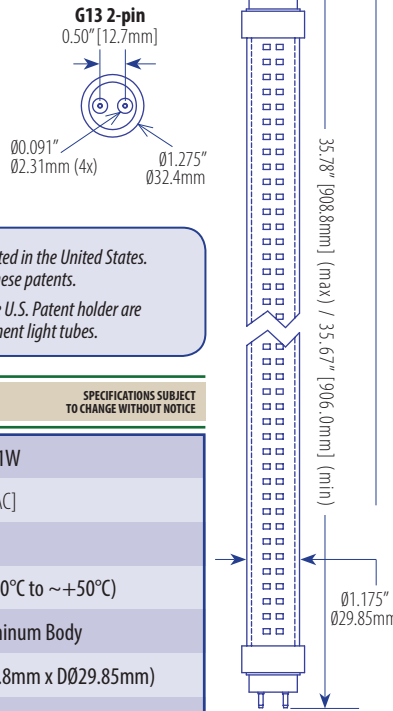 G13 2-pin
0.50” [12.7mm]
Ø0.091”
Ø2.31mm (4x)
Ø1.275”
Ø32.4mm
35.78” [908.8mm] (max) / 35.67” [906.0mm] (min)
ted in the United States.
ese patents.
U.S. Patent holder are
ment light tubes.
SPECIFICATIONS SUBJECT
TO CHANGE WITHOUT NOTICE
1W
AC]
0°C to ~+50°C)
minum Body
.8mm x DØ29.85mm)
Ø1.175”
Ø29.85mm